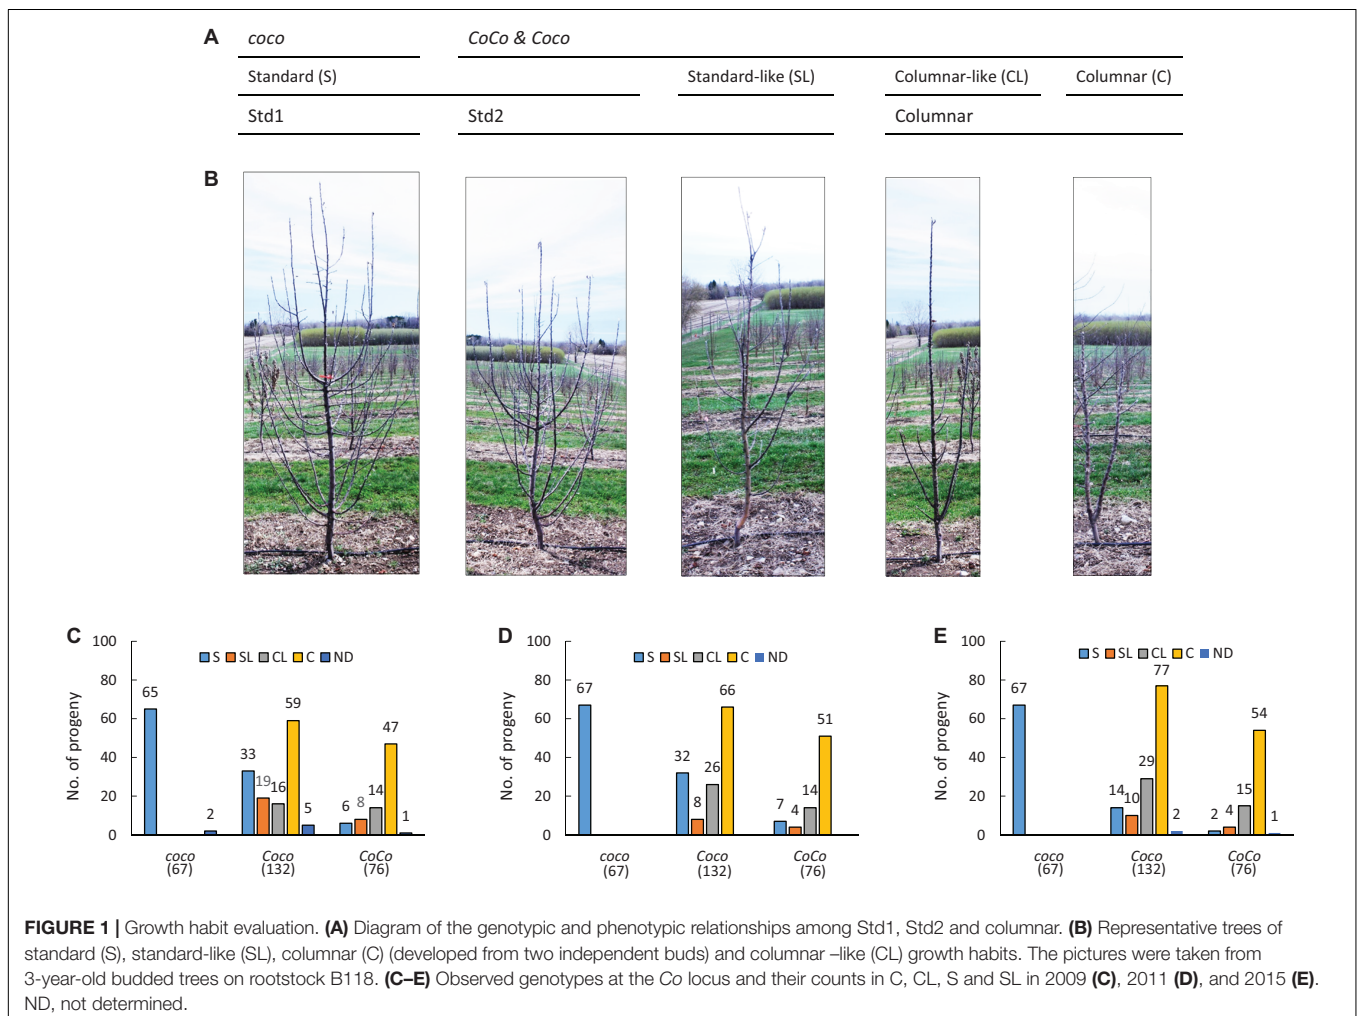 A
coco
CoCo & Coco
Standard (S)
Standard-like (SL)
Columnar-like (CL)
Columnar (C)
Std1
Std2
Columnar
B
C
No. of progeny
100
80
60
40
20
0
S SL CL C ND
65
2
33
19
16
59
5
6
8
14
47
1
coco
(67)
Coco
(132)
CoCo
(76)
D
No. of progeny
100
80
60
40
20
0
S SL CL C ND
67
32
8
26
66
7
4
14
51
coco
(67)
Coco
(132)
CoCo
(76)
E
No. of progeny
100
80
60
40
20
0
S SL CL C ND
67
14
10
29
77
2
2
4
15
54
1
coco
(67)
Coco
(132)
CoCo
(76)
FIGURE 1 | Growth habit evaluation. (A) Diagram of the genotypic and phenotypic relationships among Std1, Std2 and columnar. (B) Representative trees of
standard (S), standard-like (SL), columnar (C) (developed from two independent buds) and columnar –like (CL) growth habits. The pictures were taken from
3-year-old budded trees on rootstock B118. (C–E) Observed genotypes at the Co locus and their counts in C, CL, S and SL in 2009 (C), 2011 (D), and 2015 (E).
ND, not determined.